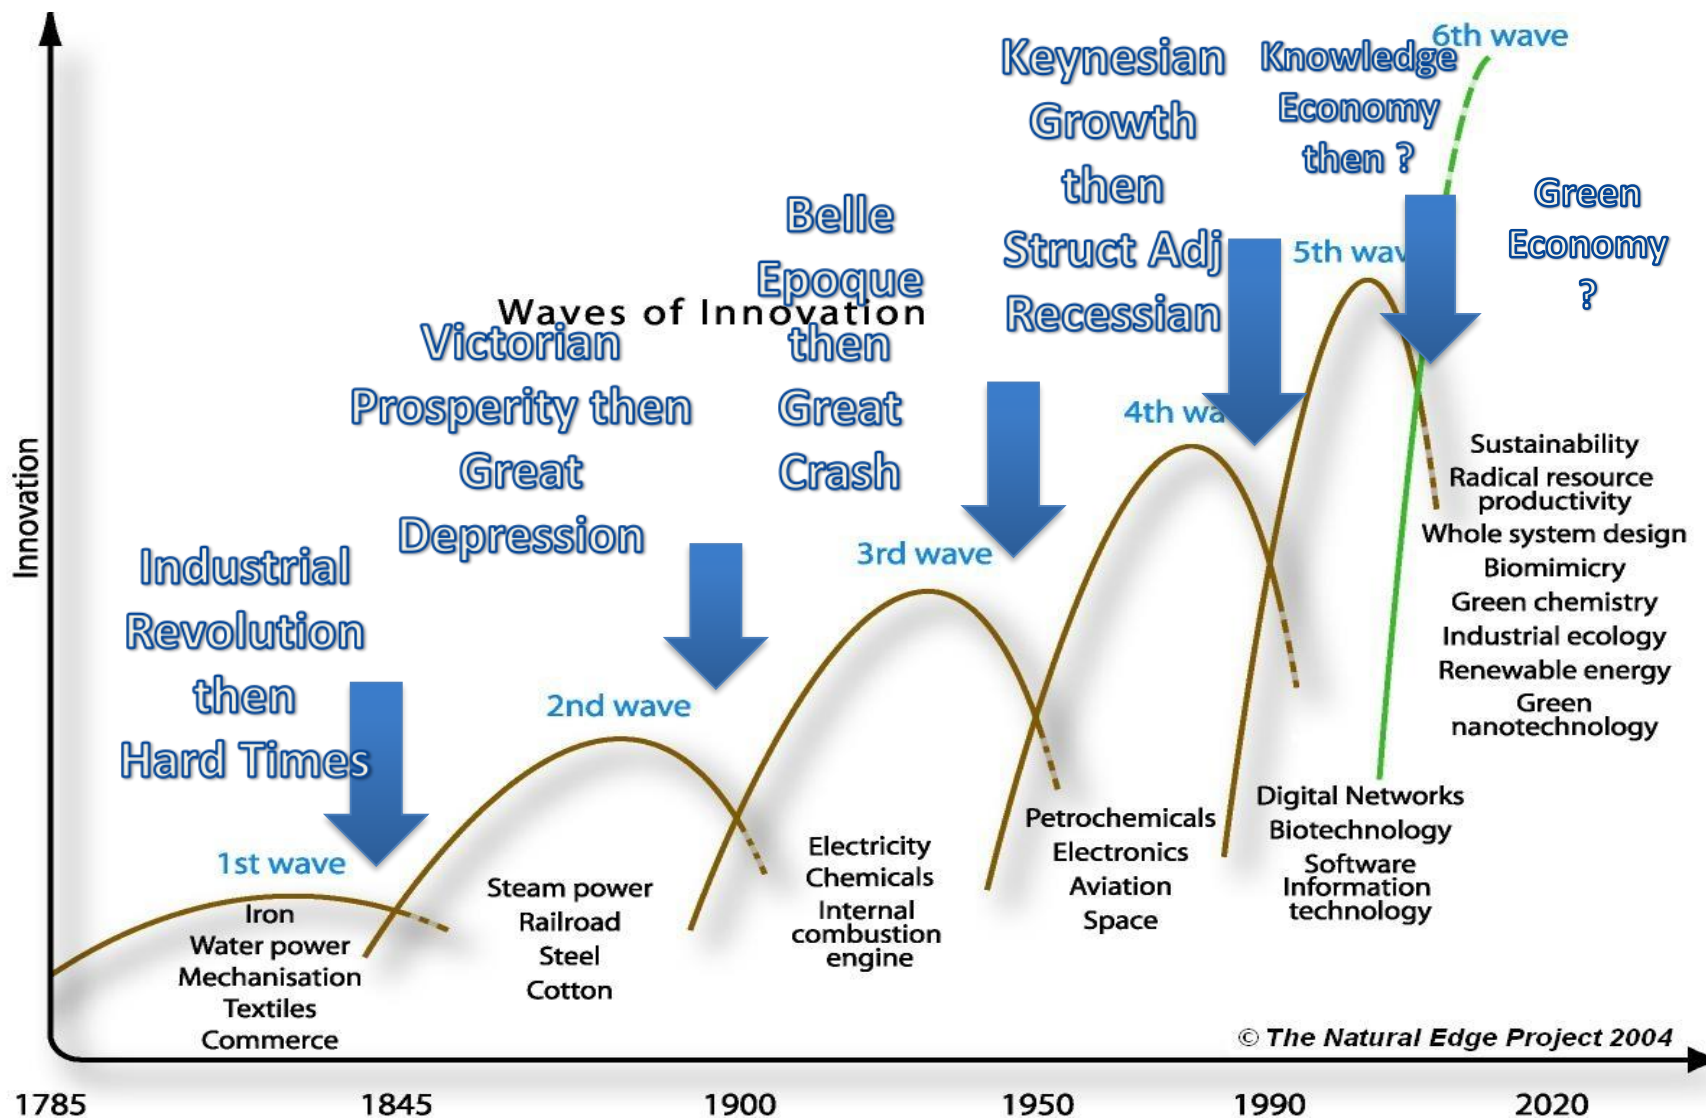 6th wave
Keynesian
Growth
then
Struct Adj
Recessian
Knowledge
Economy
then ?
Green
Economy
?
Belle
Epoque
then
Great
Crash
5th wav
Waves of Innovation
Victorian
Prosperity then
Great
Depression
4th wa
3rd wave
Industrial
Revolution
then
Hard Times
2nd wave
1st wave
Innovation
Iron
Water power
Mechanisation
Textiles
Commerce
Steam power
Railroad
Steel
Cotton
Electricity
Chemicals
Internal
combustion
engine
Petrochemicals
Electronics
Aviation
Space
Digital Networks
Biotechnology
Software
Information
technology
Sustainability
Radical resource
productivity
Whole system design
Biomimicry
Green chemistry
Industrial ecology
Renewable energy
Green
nanotechnology
© The Natural Edge Project 2004
1785 1845 1900 1950 1990 2020